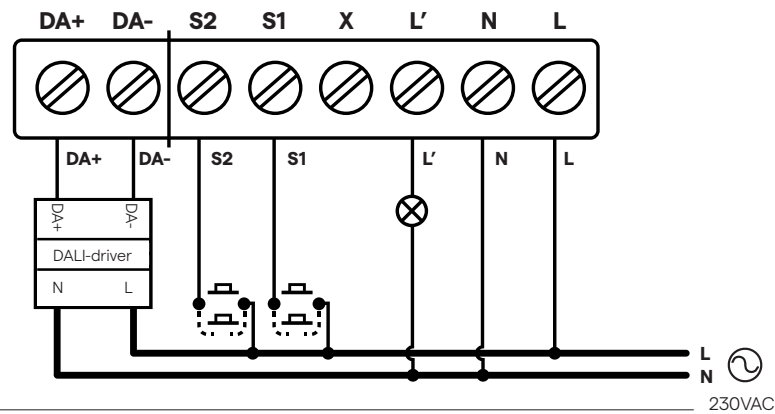 DA+ DA- S2 S1 X L′ N L
DA+ DA- S2 S1 L′ N L
DA+ DA-
DALI-driver
N L
L
N
230VAC